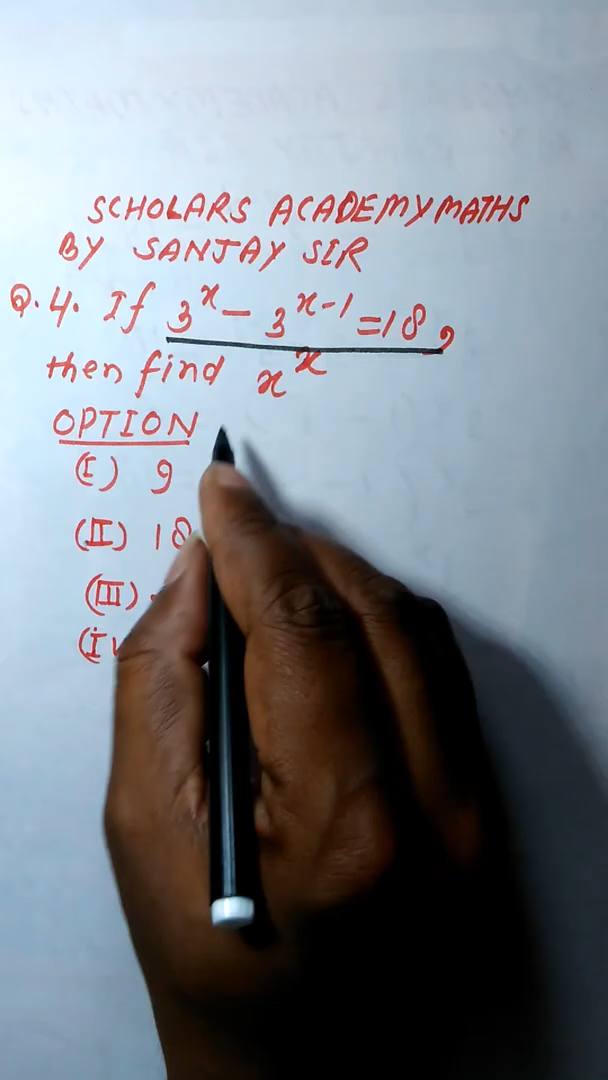 SCHOLARS ACADEMY MATHS
BY SANJAY SIR
Q.4. If 3^x - 3^(x-1) = 18,
then find x^x
OPTION
(I) 9
(II) 18
(III)